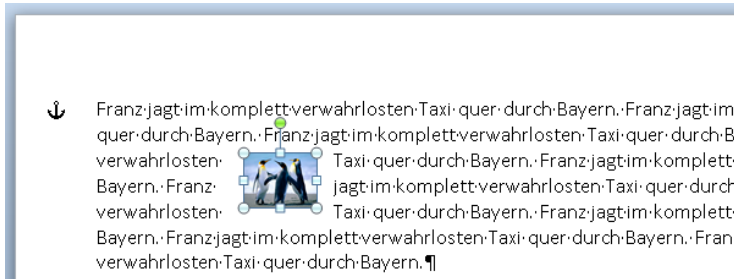 Franz·jagt·im·komplett·verwahrlosten·Taxi·quer·durch·Bayern.·Franz·jagt·im
quer·durch·Bayern.·Franz·jagt·im·komplett·verwahrlosten·Taxi·quer·durch·B
verwahrlosten· Taxi·quer·durch·Bayern.·Franz·jagt·im·komplett·
Bayern.·Franz· jagt·im·komplett·verwahrlosten·Taxi·quer·durch
verwahrlosten· Taxi·quer·durch·Bayern.·Franz·jagt·im·komplett·
Bayern.·Franz·jagt·im·komplett·verwahrlosten·Taxi·quer·durch·Bayern.·Fran
verwahrlosten·Taxi·quer·durch·Bayern.¶